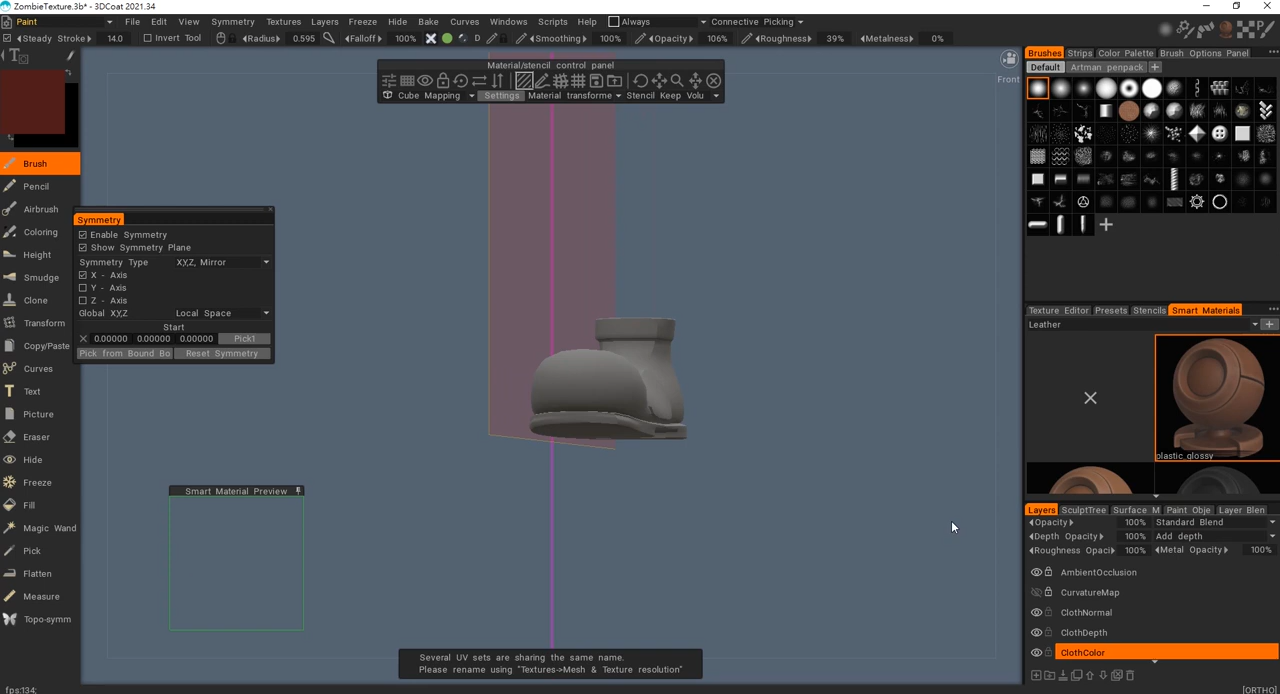 ZombieTexture.3b* - 3DCoat 2021.34
Paint File Edit View Symmetry Textures Layers Freeze Hide Bake Curves Windows Scripts Help Always Connective Picking
Steady Stroke 14.0 Invert Tool Radius 0.595 Falloff 100% D Smoothing 100% Opacity 106% Roughness 39% Metalness 0%
Material/stencil control panel
Cube Mapping Settings Material transforme Stencil Keep Volu
Front
Brush
Pencil
Airbrush
Coloring
Height
Smudge
Clone
Transform
Copy/Paste
Curves
Text
Picture
Eraser
Hide
Freeze
Fill
Magic Wand
Pick
Flatten
Measure
Topo-symm
Symmetry
Enable Symmetry
Show Symmetry Plane
Symmetry Type X,Y,Z, Mirror
X - Axis
Y - Axis
Z - Axis
Global X,Y,Z Local Space
Start
0.00000 0.00000 0.00000 Pick1
Pick from Bound Bo Reset Symmetry
Smart Material Preview
Several UV sets are sharing the same name.
Please rename using "Textures->Mesh & Texture resolution"
Brushes Strips Color Palette Brush Options Panel
Default Artman penpack
Texture Editor Presets Stencils Smart Materials
Leather
plastic_glossy
Layers SculptTree Surface M Paint Obje Layer Blen
Opacity 100% Standard Blend
Depth Opacity 100% Add depth
Roughness Opaci 100% Metal Opacity 100%
AmbientOcclusion
CurvatureMap
ClothNormal
ClothDepth
ClothColor
fps:134;
[ORTHO]